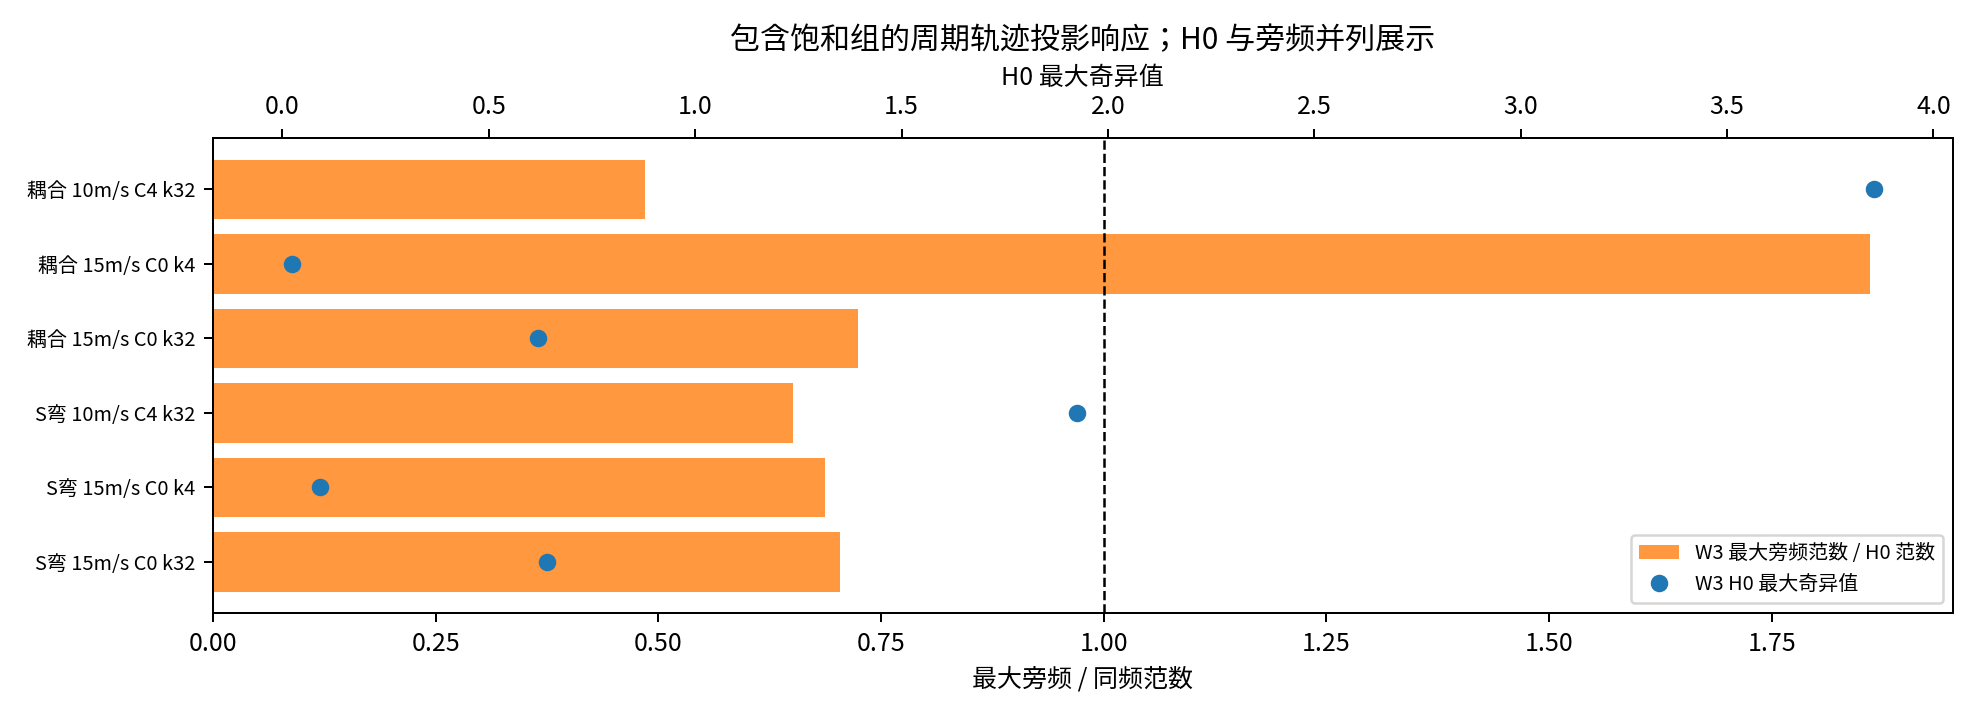 包含饱和组的周期轨迹投影响应；H0 与旁频并列展示
H0 最大奇异值
0.0 0.5 1.0 1.5 2.0 2.5 3.0 3.5 4.0
耦合 10m/s C4 k32
耦合 15m/s C0 k4
耦合 15m/s C0 k32
S弯 10m/s C4 k32
S弯 15m/s C0 k4
S弯 15m/s C0 k32
W3 最大旁频范数 / H0 范数
W3 H0 最大奇异值
0.00 0.25 0.50 0.75 1.00 1.25 1.50 1.75
最大旁频 / 同频范数